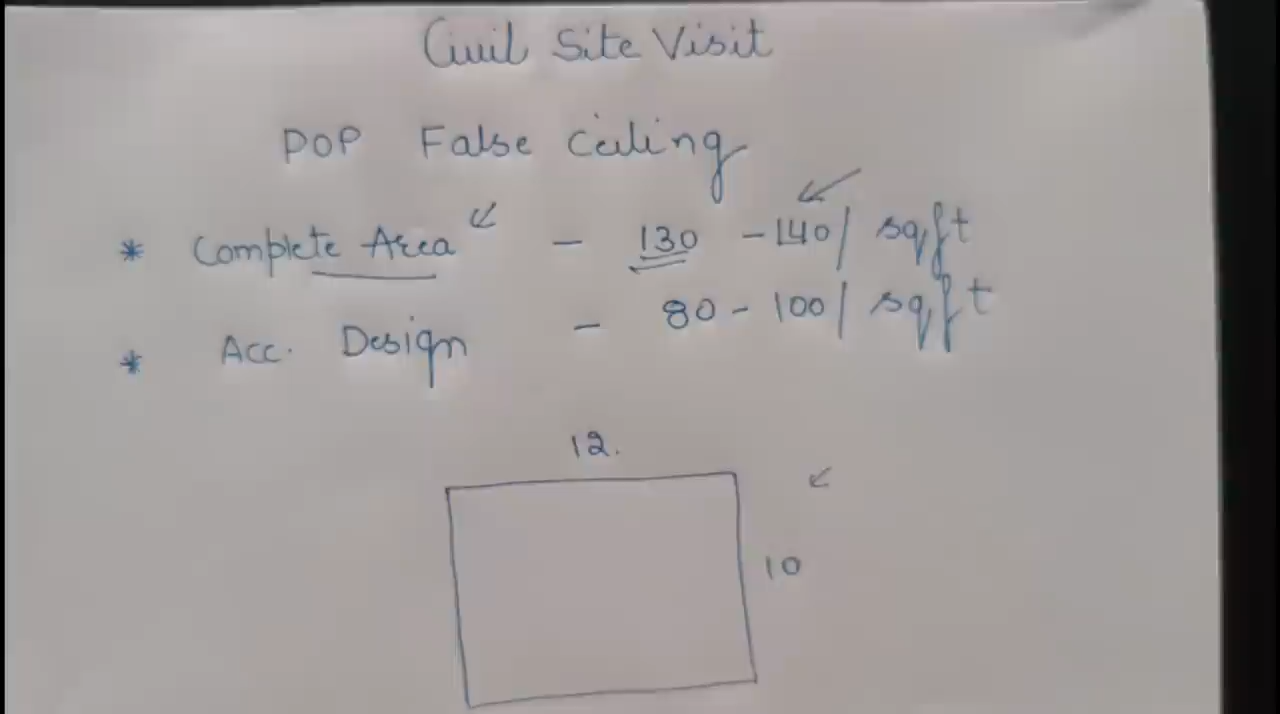 Civil Site Visit
POP False Ceiling
* Complete Area - 130 - 140/ sqft
* Acc. Design - 80 - 100/ sqft
12.
10